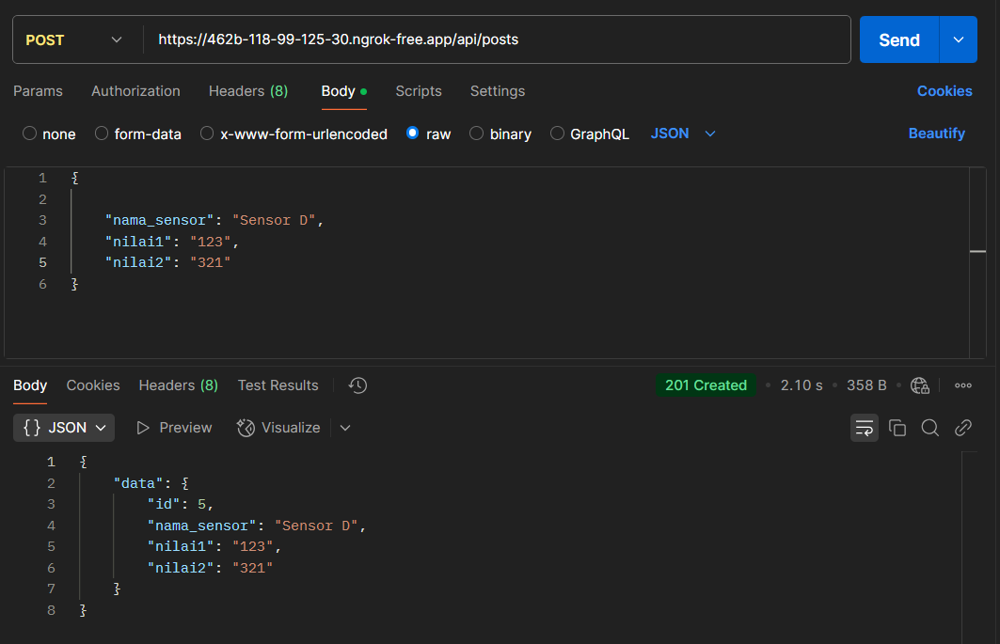 POST https://462b-118-99-125-30.ngrok-free.app/api/posts Send
Params Authorization Headers (8) Body Scripts Settings Cookies
none form-data x-www-form-urlencoded raw binary GraphQL JSON Beautify
1 {
2
3 "nama_sensor": "Sensor D",
4 "nilai1": "123",
5 "nilai2": "321"
6 }
Body Cookies Headers (8) Test Results 201 Created 2.10 s 358 B
{} JSON Preview Visualize
1 {
2 "data": {
3 "id": 5,
4 "nama_sensor": "Sensor D",
5 "nilai1": "123",
6 "nilai2": "321"
7 }
8 }